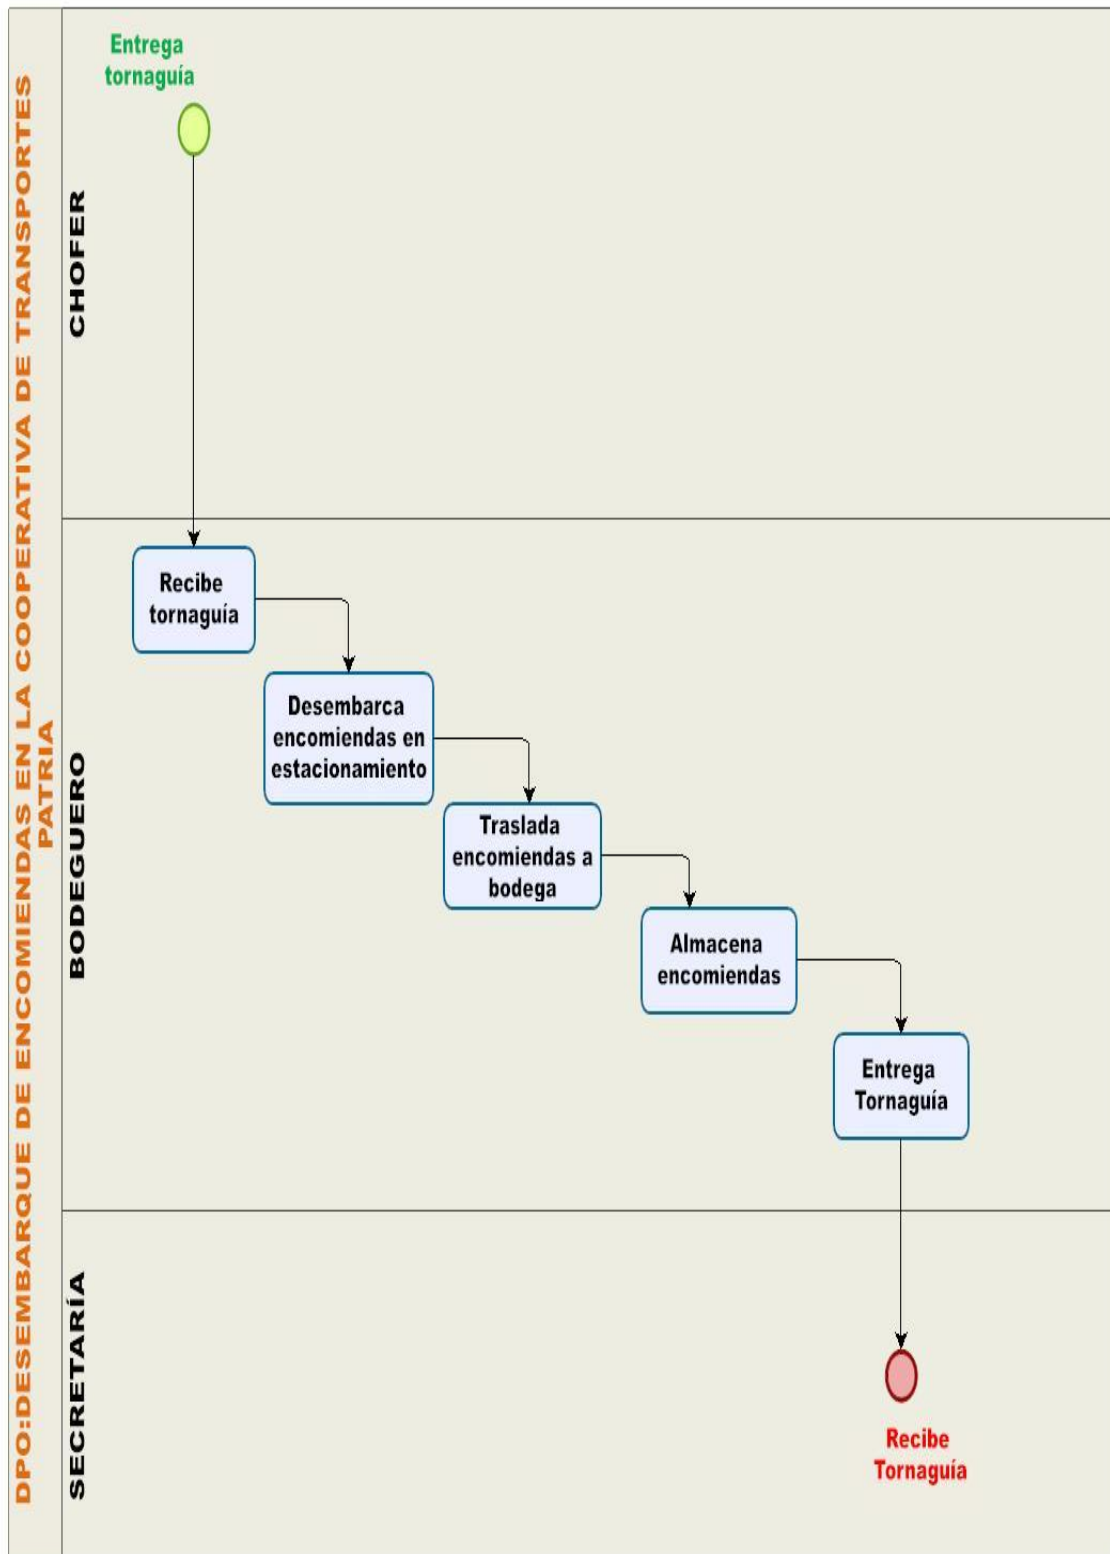 DPO:DESEMBARQUE DE ENCOMIENDAS EN LA COOPERATIVA DE TRANSPORTES
PATRIA
CHOFER
Entrega
tornaguía
BODEGUERO
Recibe
tornaguía
Desembarca
encomiendas en
estacionamiento
Traslada
encomiendas a
bodega
Almacena
encomiendas
Entrega
Tornaguía
SECRETARÍA
Recibe
Tornaguía